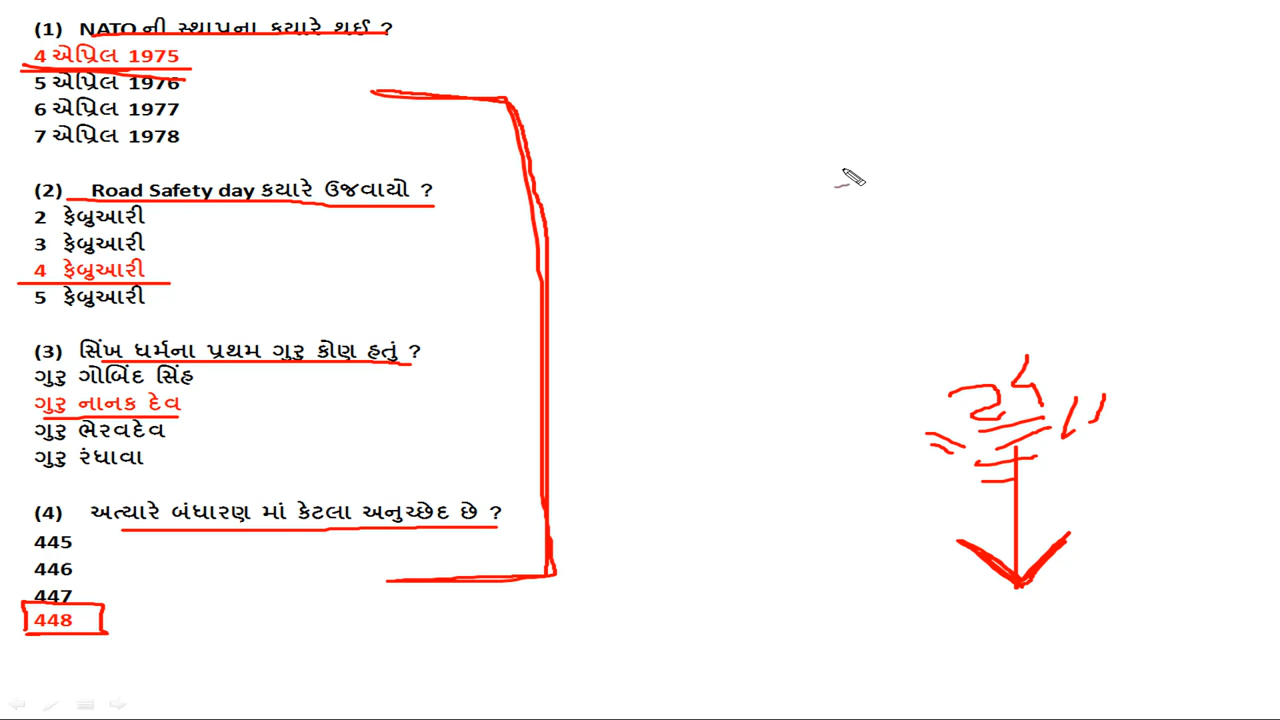 (1) NATO ની સ્થાપના કયારે થઈ ?
4 એપ્રિલ 1975
5 એપ્રિલ 1976
6 એપ્રિલ 1977
7 એપ્રિલ 1978
(2) Road Safety day કયારે ઉજવાયો ?
2 ફેબ્રુઆરી
3 ફેબ્રુઆરી
4 ફેબ્રુઆરી
5 ફેબ્રુઆરી
(3) સિંખ ધર્મના પ્રથમ ગુરુ કોણ હતું ?
ગુરુ ગોબિંદ સિંહ
ગુરુ નાનક દેવ
ગુરુ ભેરવદેવ
ગુરુ રંધાવા
(4) અત્યારે બંધારણ માં કેટલા અનુચ્છેદ છે ?
445
446
447
448